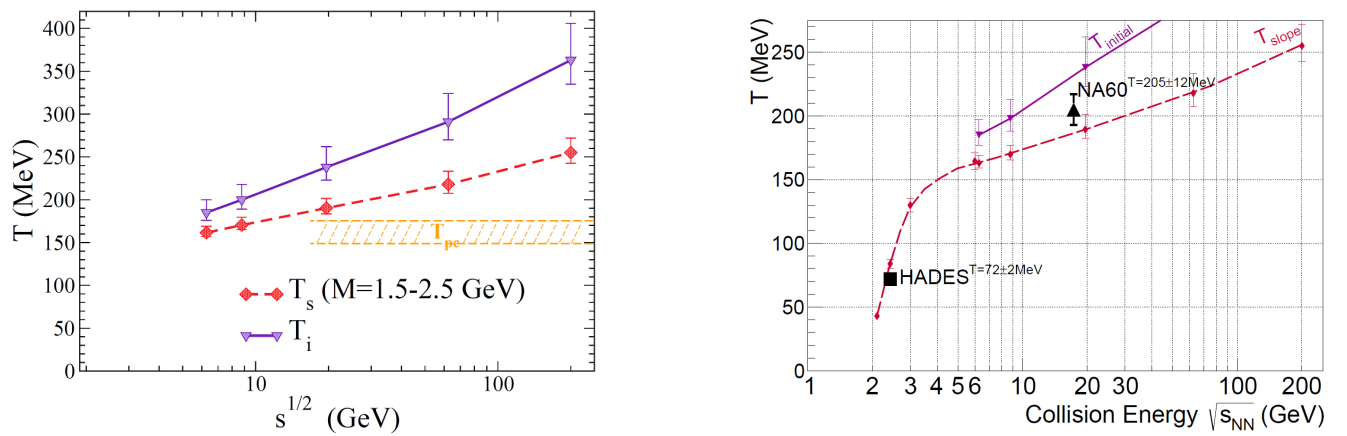 400
350
300
250
200
150
100
50
0
T (MeV)
T_pc
T_s (M=1.5-2.5 GeV)
T_i
10
100
s^{1/2} (GeV)
T (MeV)
250
200
150
100
50
0
T_initial
T_slope
NA60^{T=205±12MeV}
HADES^{T=72±2MeV}
1 2 3 4 5 6 10 20 30 100 200
Collision Energy √s_NN (GeV)